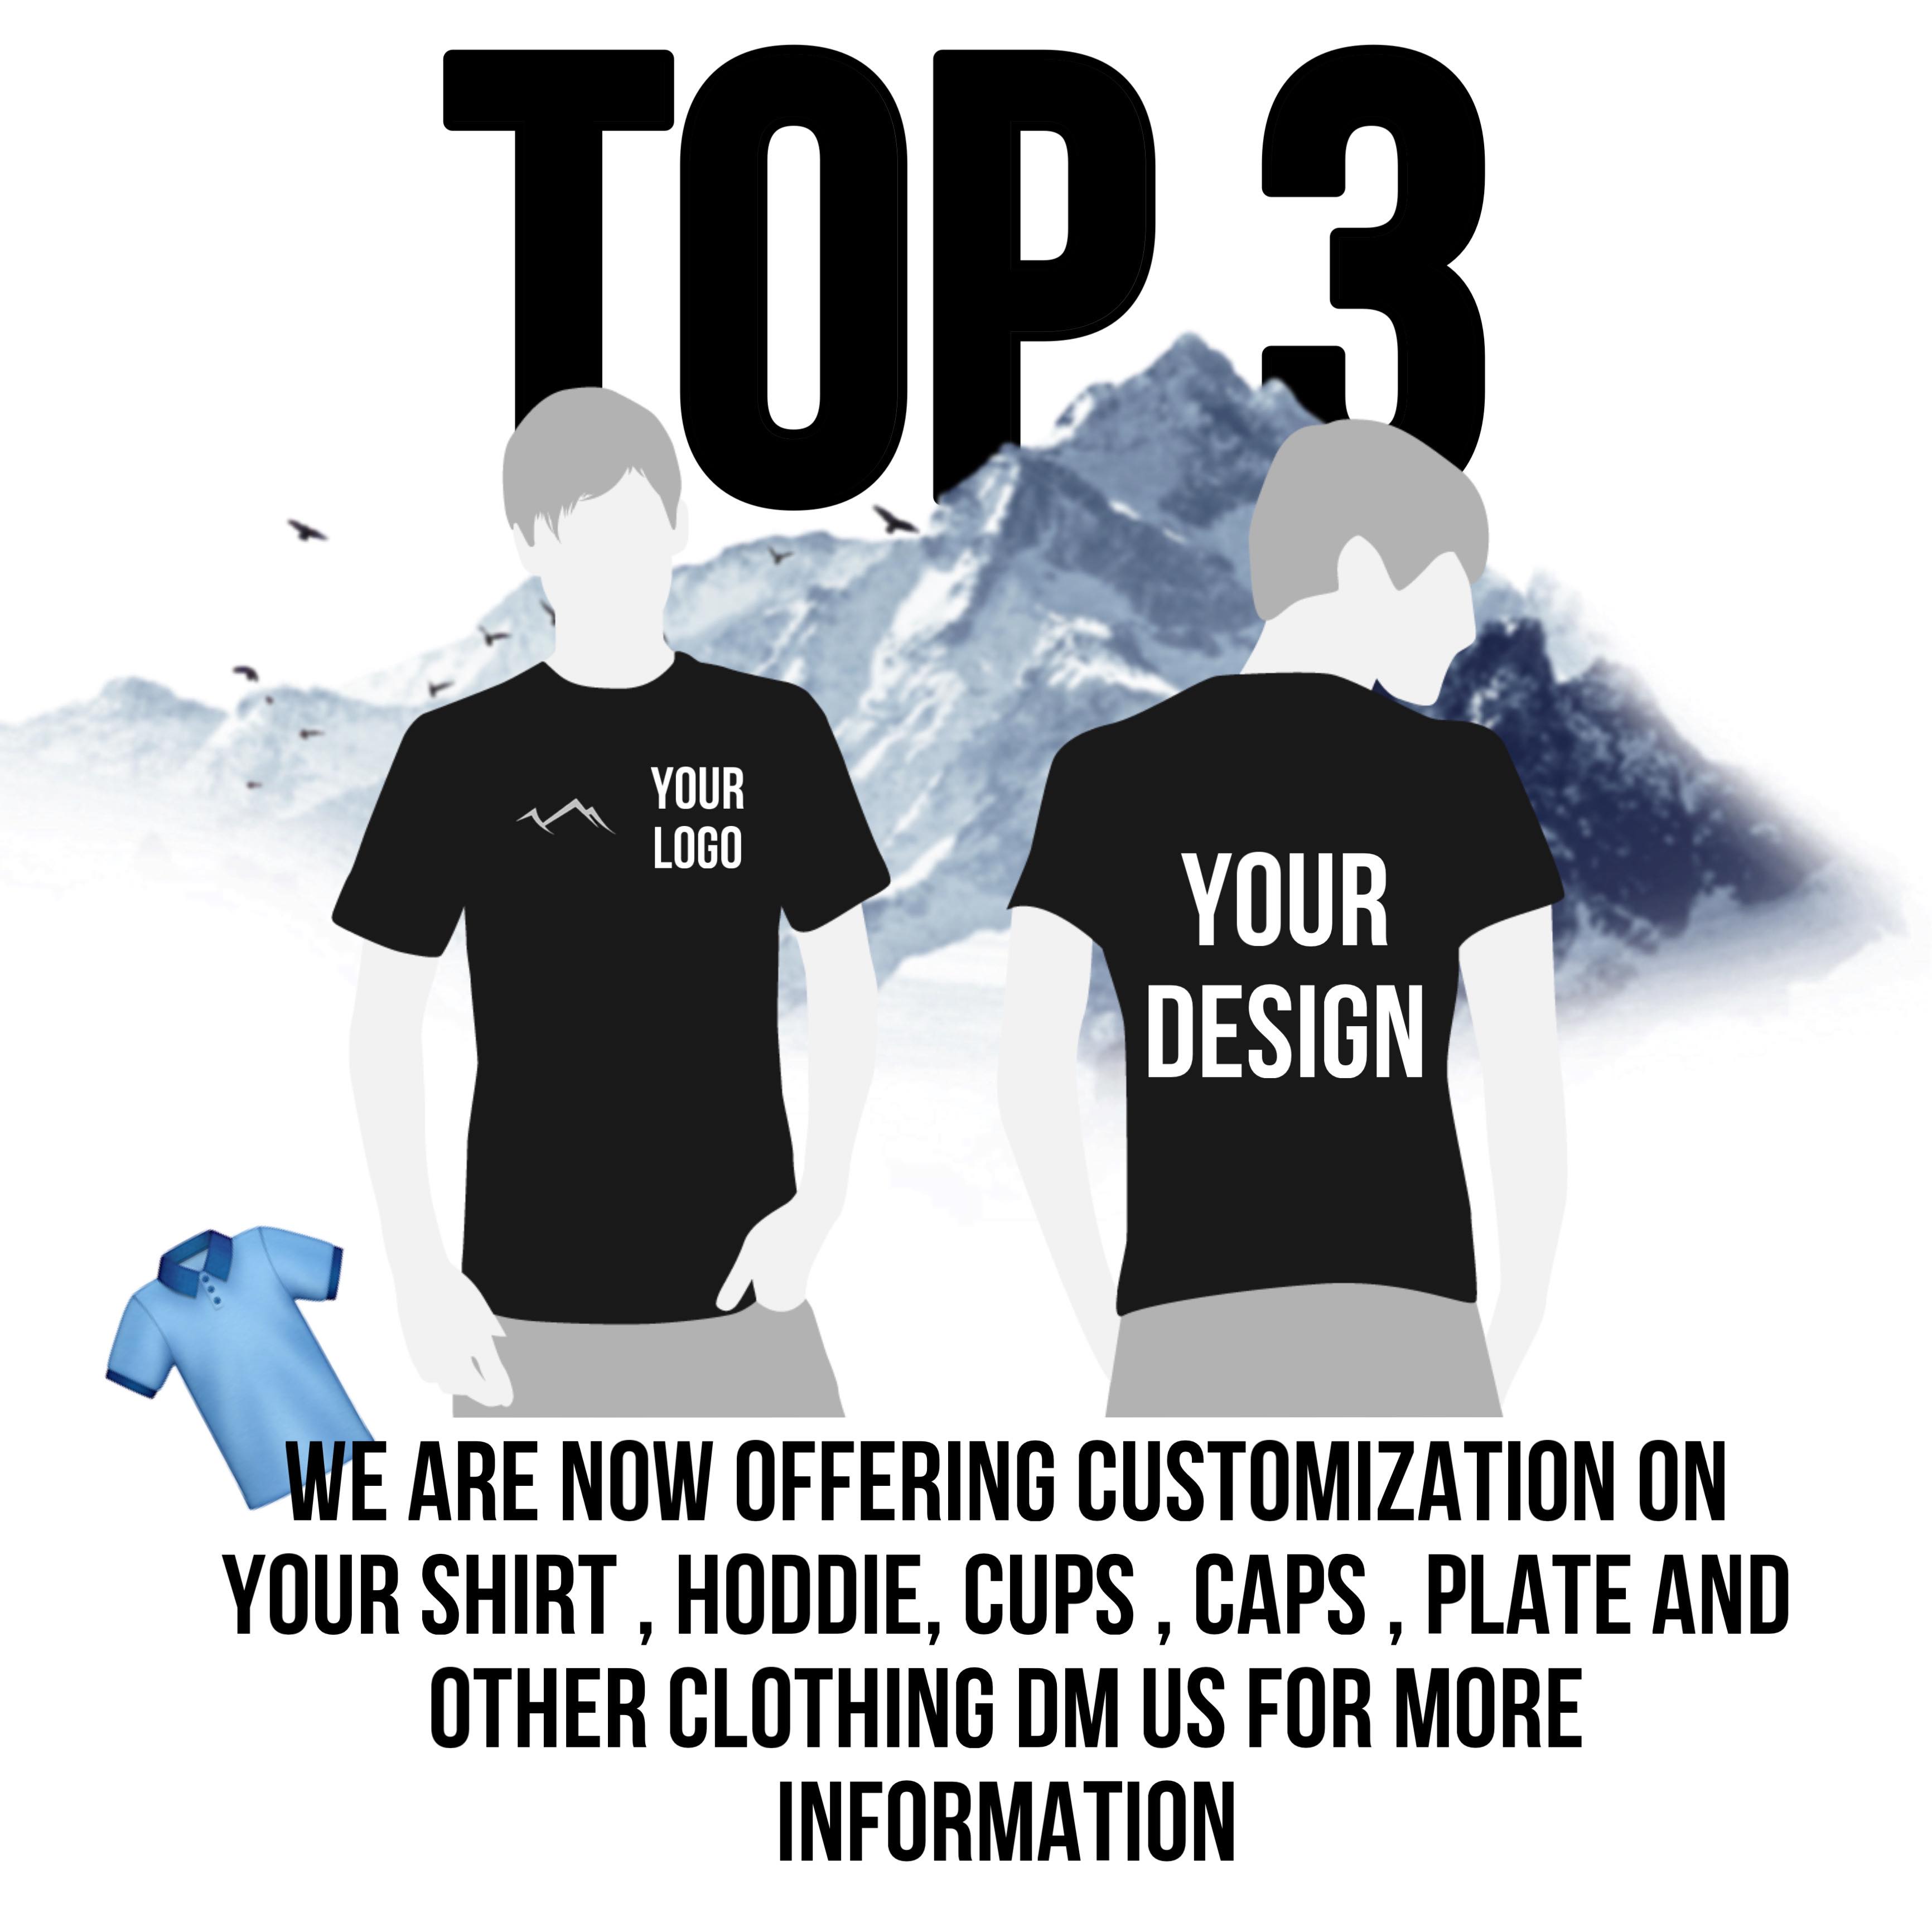 TOP 3
YOUR
LOGO
YOUR
DESIGN
WE ARE NOW OFFERING CUSTOMIZATION ON
YOUR SHIRT , HODDIE, CUPS , CAPS , PLATE AND
OTHER CLOTHING DM US FOR MORE
INFORMATION